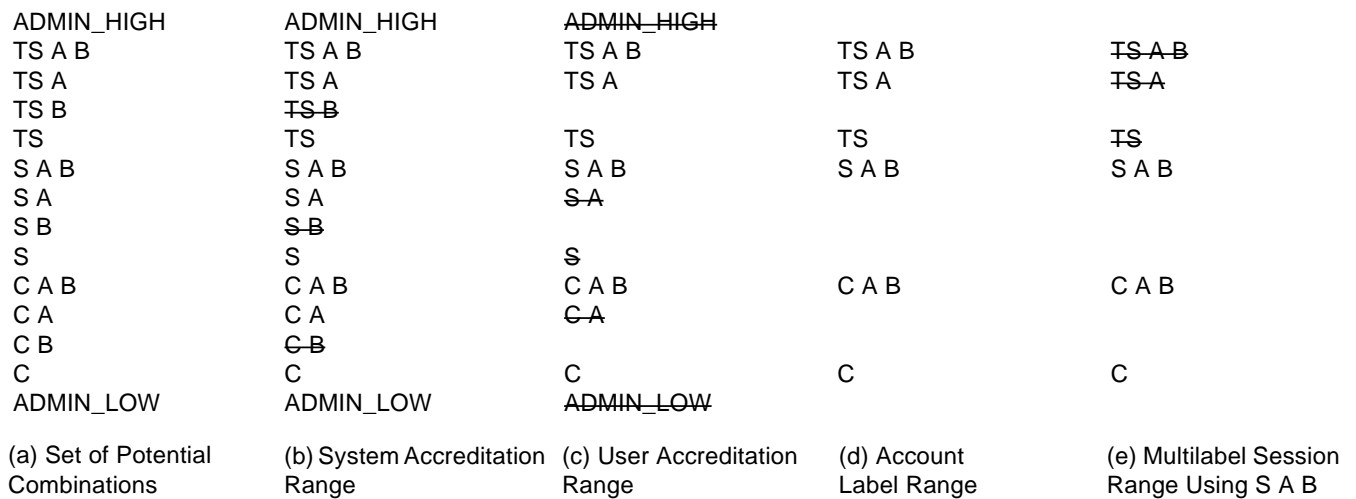 ADMIN_HIGH ADMIN_HIGH ADMIN_HIGH
TS A B TS A B TS A B TS A B TS A B
TS A TS A TS A TS A TS A
TS B TS B
TS TS TS TS TS
S A B S A B S A B S A B S A B
S A S A S A
S B S B
S S S
C A B C A B C A B C A B C A B
C A C A C A
C B C B
C C C C C
ADMIN_LOW ADMIN_LOW ADMIN_LOW
(a) Set of Potential (b) System Accreditation (c) User Accreditation (d) Account (e) Multilabel Session
Combinations Range Range Label Range Range Using S A B